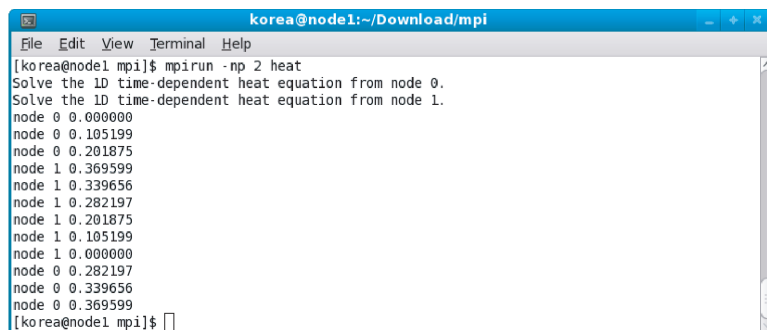 korea@node1:~/Download/mpi
File Edit View Terminal Help
[korea@node1 mpi]$ mpirun -np 2 heat
Solve the 1D time-dependent heat equation from node 0.
Solve the 1D time-dependent heat equation from node 1.
node 0 0.000000
node 0 0.105199
node 0 0.201875
node 1 0.369599
node 1 0.339656
node 1 0.282197
node 1 0.201875
node 1 0.105199
node 1 0.000000
node 0 0.282197
node 0 0.339656
node 0 0.369599
[korea@node1 mpi]$